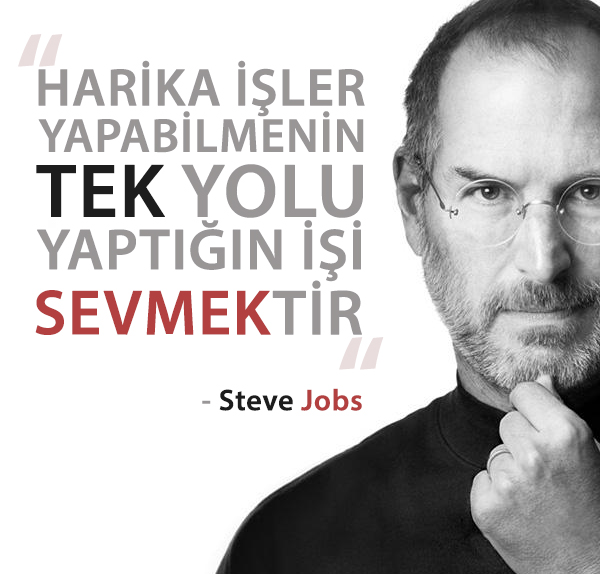 “
HARİKA İŞLER
YAPABİLMENİN
TEK YOLU
YAPTIĞIN İŞİ
SEVMEKTİR
“
- Steve Jobs